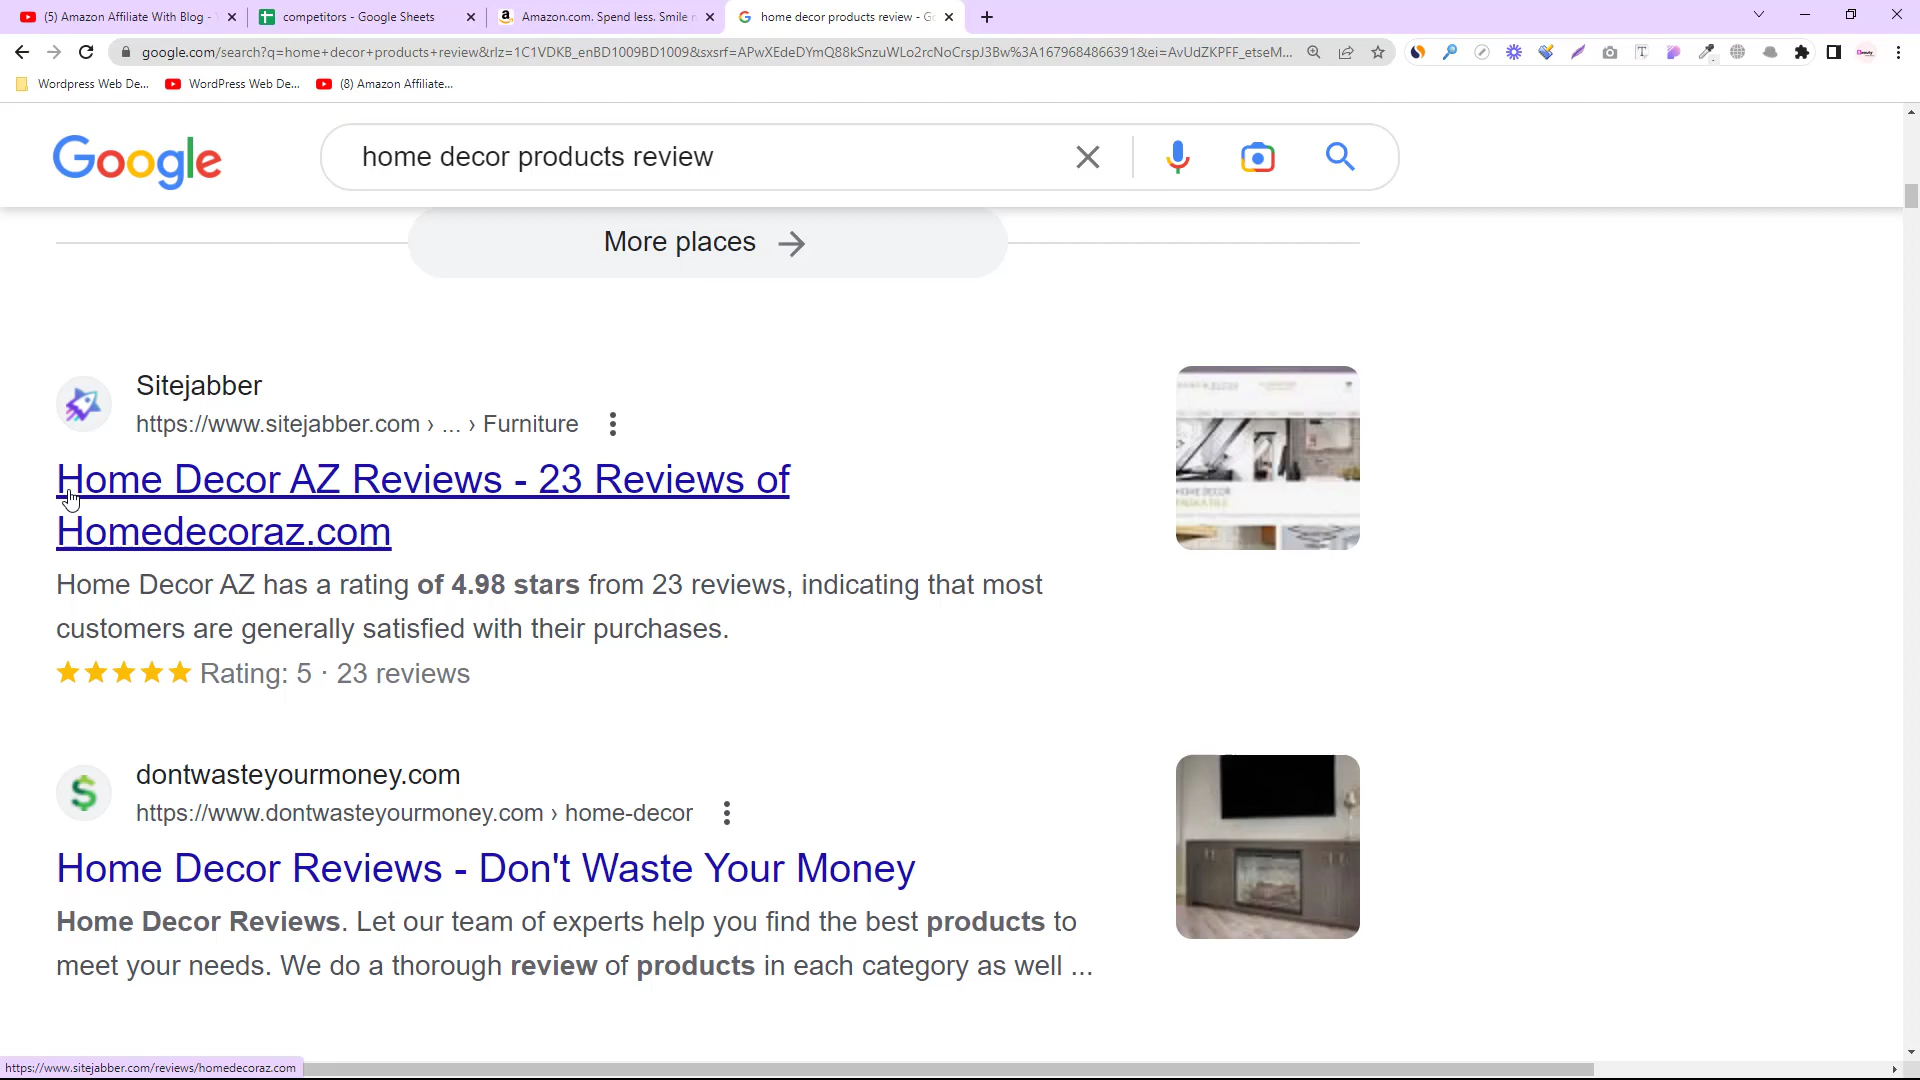 (5) Amazon Affiliate With Blog -
competitors - Google Sheets
Amazon.com. Spend less. Smile
home decor products review - G
google.com/search?q=home+decor+products+review&rlz=1C1VDKB_enBD1009BD1009&sxsrf=APwXEdeDYmQ88kSnzuWLo2rcNoCrspJ3Bw%3A1679684866391&ei=AvUdZKPFF_etseM...
Wordpress Web De...
WordPress Web De...
(8) Amazon Affiliate...
Google
home decor products review
More places
Sitejabber
https://www.sitejabber.com › ... › Furniture
Home Decor AZ Reviews - 23 Reviews of
Homedecoraz.com
Home Decor AZ has a rating of 4.98 stars from 23 reviews, indicating that most
customers are generally satisfied with their purchases.
Rating: 5 · 23 reviews
dontwasteyourmoney.com
https://www.dontwasteyourmoney.com › home-decor
Home Decor Reviews - Don't Waste Your Money
Home Decor Reviews. Let our team of experts help you find the best products to
meet your needs. We do a thorough review of products in each category as well ...
https://www.sitejabber.com/reviews/homedecoraz.com